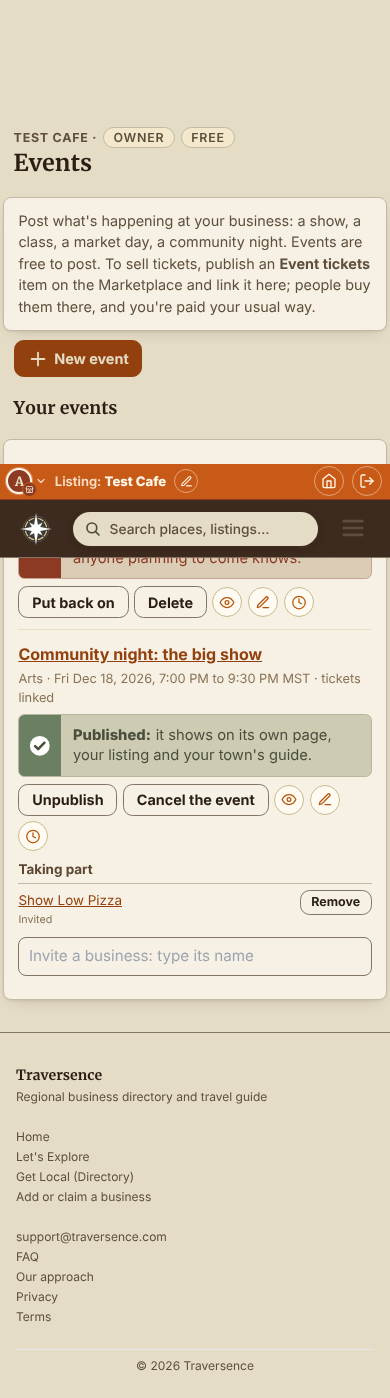 TEST CAFE · OWNER FREE
Events
Post what's happening at your business: a show, a
class, a market day, a community night. Events are
free to post. To sell tickets, publish an Event tickets
item on the Marketplace and link it here; people buy
them there, and you're paid your usual way.
New event
Your events
A Listing: Test Cafe
Search places, listings...
anyone planning to come knows.
Put back on Delete
Community night: the big show
Arts · Fri Dec 18, 2026, 7:00 PM to 9:30 PM MST · tickets
linked
Published: it shows on its own page,
your listing and your town's guide.
Unpublish Cancel the event
Taking part
Show Low Pizza
Remove
Invited
Invite a business: type its name
Traversence
Regional business directory and travel guide
Home
Let's Explore
Get Local (Directory)
Add or claim a business
support@traversence.com
FAQ
Our approach
Privacy
Terms
© 2026 Traversence